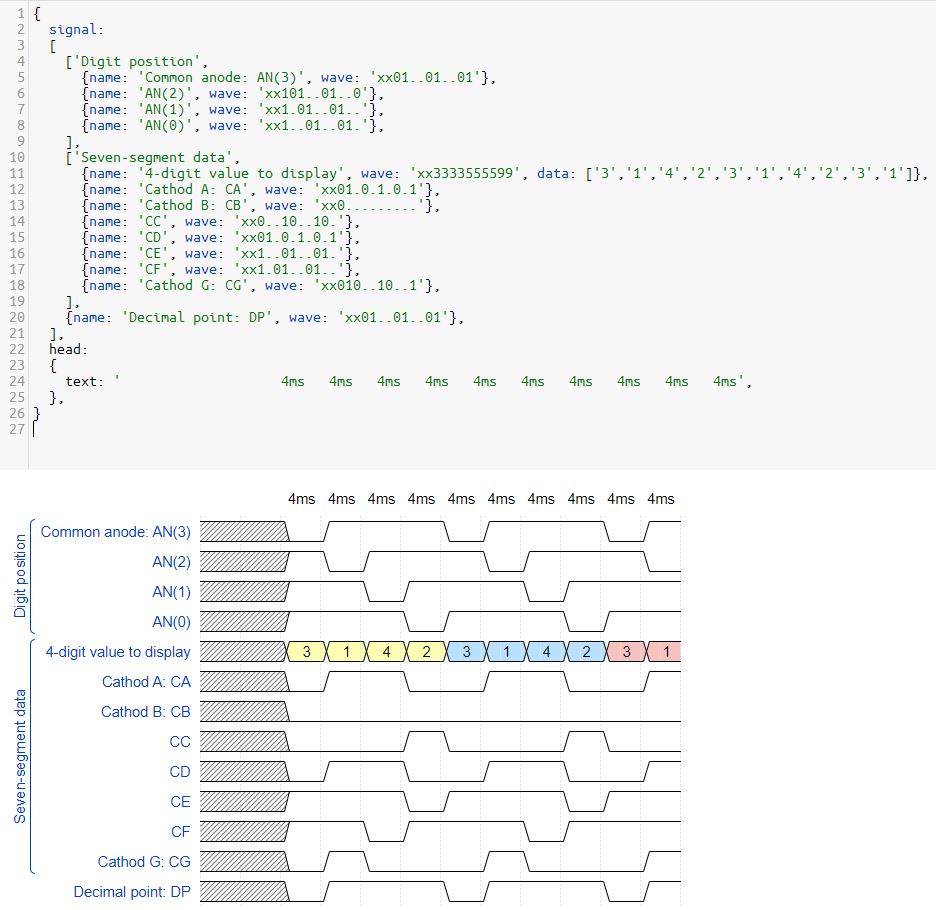 1 {
2   signal:
3   [
4     ['Digit position',
5       {name: 'Common anode: AN(3)', wave: 'xx01..01..01'},
6       {name: 'AN(2)', wave: 'xx101..01..0'},
7       {name: 'AN(1)', wave: 'xx1.01..01..'},
8       {name: 'AN(0)', wave: 'xx1..01..01.'},
9     ],
10     ['Seven-segment data',
11       {name: '4-digit value to display', wave: 'xx3333555599', data: ['3','1','4','2','3','1','4','2','3','1']},
12       {name: 'Cathod A: CA', wave: 'xx01.0.1.0.1'},
13       {name: 'Cathod B: CB', wave: 'xx0.........'},
14       {name: 'CC', wave: 'xx0..10..10.'},
15       {name: 'CD', wave: 'xx01.0.1.0.1'},
16       {name: 'CE', wave: 'xx1..01..01.'},
17       {name: 'CF', wave: 'xx1.01..01..'},
18       {name: 'Cathod G: CG', wave: 'xx010..10..1'},
19     ],
20     {name: 'Decimal point: DP', wave: 'xx01..01..01'},
21   ],
22   head:
23   {
24     text: '                    4ms   4ms   4ms   4ms   4ms   4ms   4ms   4ms   4ms   4ms',
25   },
26 }
27
4ms 4ms 4ms 4ms 4ms 4ms 4ms 4ms 4ms 4ms
Digit position
Common anode: AN(3)
AN(2)
AN(1)
AN(0)
Seven-segment data
4-digit value to display 3 1 4 2 3 1 4 2 3 1
Cathod A: CA
Cathod B: CB
CC
CD
CE
CF
Cathod G: CG
Decimal point: DP